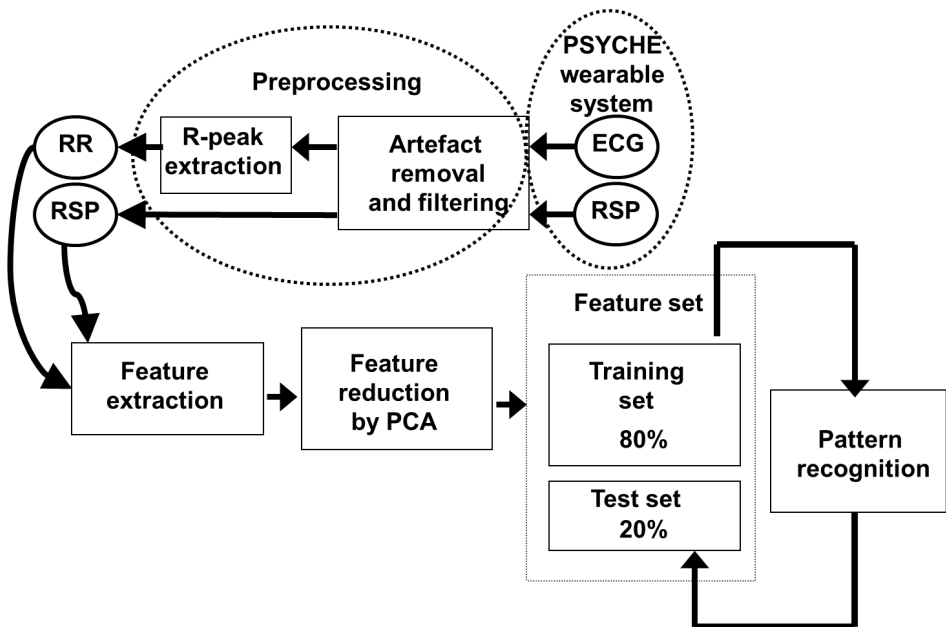 PSYCHE
wearable
system
Preprocessing
RR
R-peak
extraction
Artefact
removal
and filtering
ECG
RSP
RSP
Feature set
Feature
extraction
Feature
reduction
by PCA
Training
set
80%
Pattern
recognition
Test set
20%